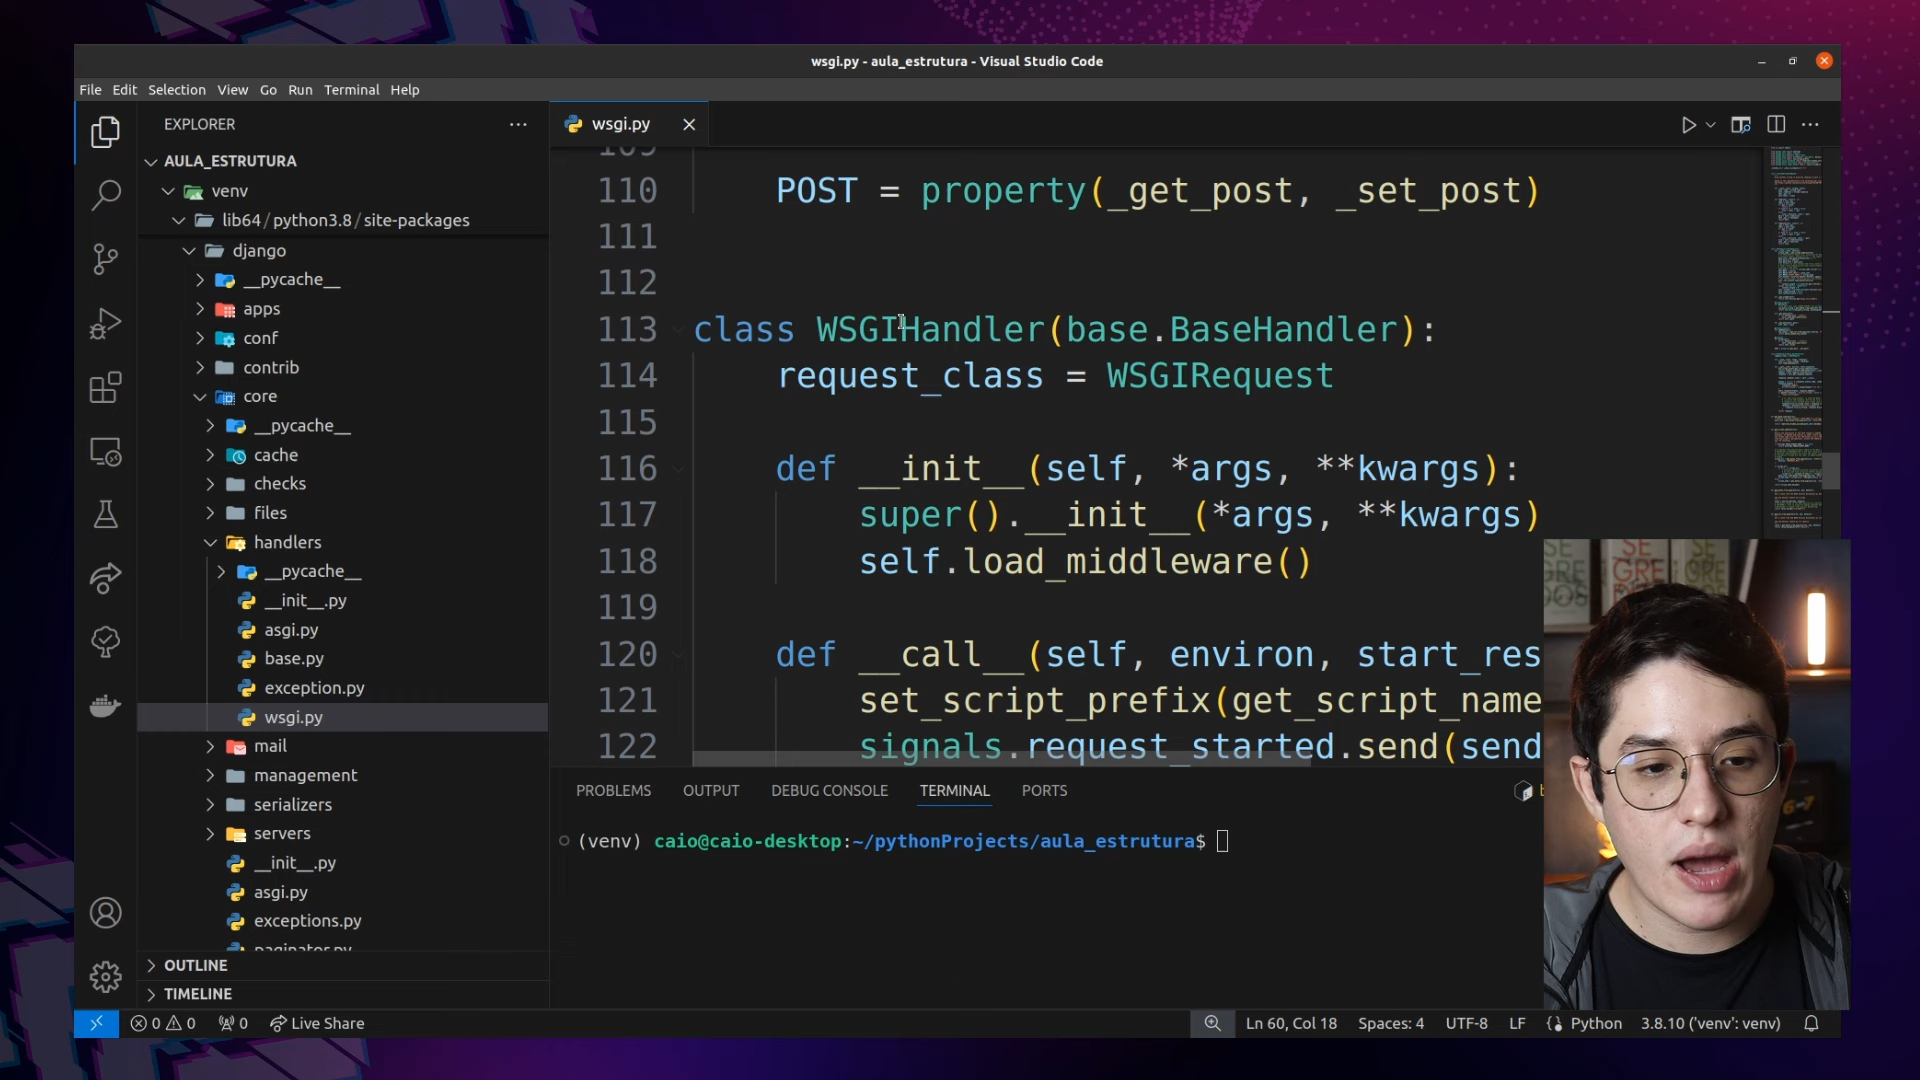 wsgi.py - aula_estrutura - Visual Studio Code
File Edit Selection View Go Run Terminal Help
EXPLORER
AULA_ESTRUTURA
venv
lib64/python3.8/site-packages
django
__pycache__
apps
conf
contrib
core
__pycache__
cache
checks
files
handlers
__pycache__
__init__.py
asgi.py
base.py
exception.py
wsgi.py
mail
management
serializers
servers
__init__.py
asgi.py
exceptions.py
paginator.py
OUTLINE
TIMELINE
wsgi.py
109
110 POST = property(_get_post, _set_post)
111
112
113 class WSGIHandler(base.BaseHandler):
114 request_class = WSGIRequest
115
116 def __init__(self, *args, **kwargs):
117 super().__init__(*args, **kwargs)
118 self.load_middleware()
119
120 def __call__(self, environ, start_res
121 set_script_prefix(get_script_name
122 signals.request_started.send(send
PROBLEMS OUTPUT DEBUG CONSOLE TERMINAL PORTS
(venv) caio@caio-desktop:~/pythonProjects/aula_estrutura$
SE
GRE
DOS
SE
GRE
DOS
0 0 0 Live Share Ln 60, Col 18 Spaces: 4 UTF-8 LF Python 3.8.10 ('venv': venv)